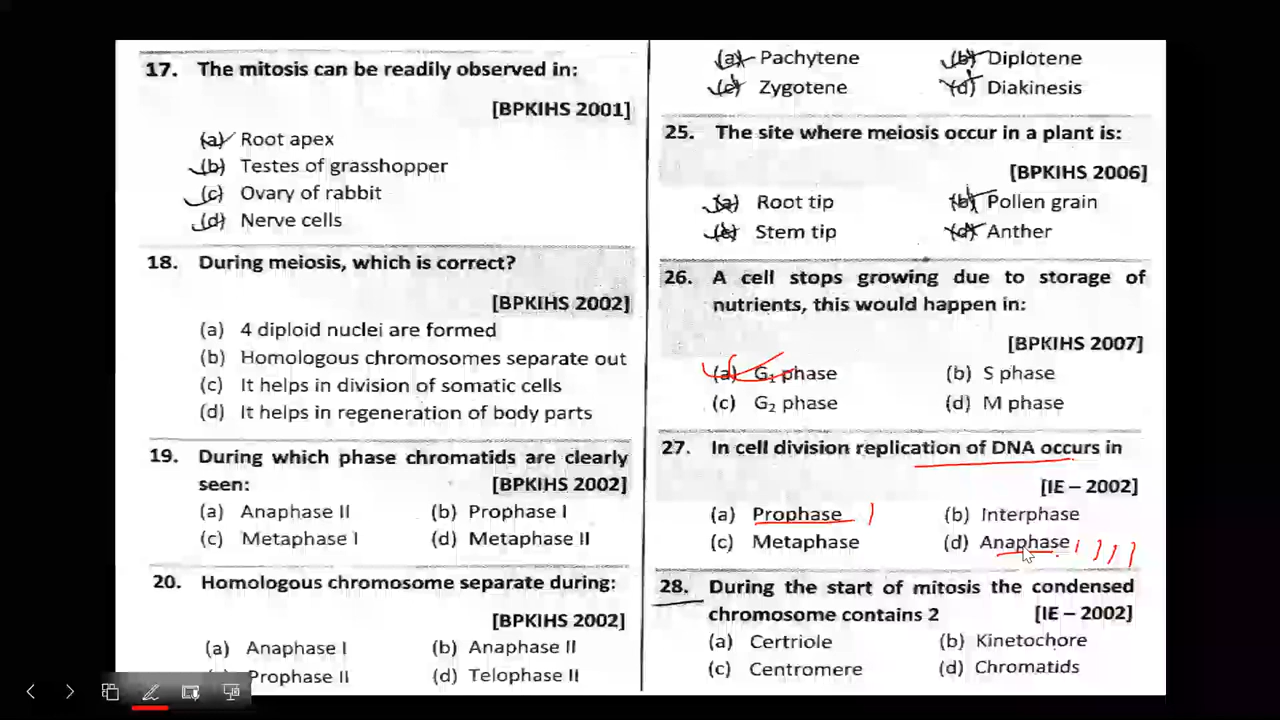 17. The mitosis can be readily observed in:
[BPKIHS 2001]
(a) Root apex
(b) Testes of grasshopper
(c) Ovary of rabbit
(d) Nerve cells
18. During meiosis, which is correct?
[BPKIHS 2002]
(a) 4 diploid nuclei are formed
(b) Homologous chromosomes separate out
(c) It helps in division of somatic cells
(d) It helps in regeneration of body parts
19. During which phase chromatids are clearly
seen: [BPKIHS 2002]
(a) Anaphase II (b) Prophase I
(c) Metaphase I (d) Metaphase II
20. Homologous chromosome separate during:
[BPKIHS 2002]
(a) Anaphase I (b) Anaphase II
Prophase II (d) Telophase II
(a) Pachytene (b) Diplotene
(c) Zygotene (d) Diakinesis
25. The site where meiosis occur in a plant is:
[BPKIHS 2006]
(a) Root tip (b) Pollen grain
(c) Stem tip (d) Anther
26. A cell stops growing due to storage of
nutrients, this would happen in:
[BPKIHS 2007]
(a) G₁ phase (b) S phase
(c) G₂ phase (d) M phase
27. In cell division replication of DNA occurs in
[IE – 2002]
(a) Prophase (b) Interphase
(c) Metaphase (d) Anaphase
28. During the start of mitosis the condensed
chromosome contains 2 [IE – 2002]
(a) Certriole (b) Kinetochore
(c) Centromere (d) Chromatids